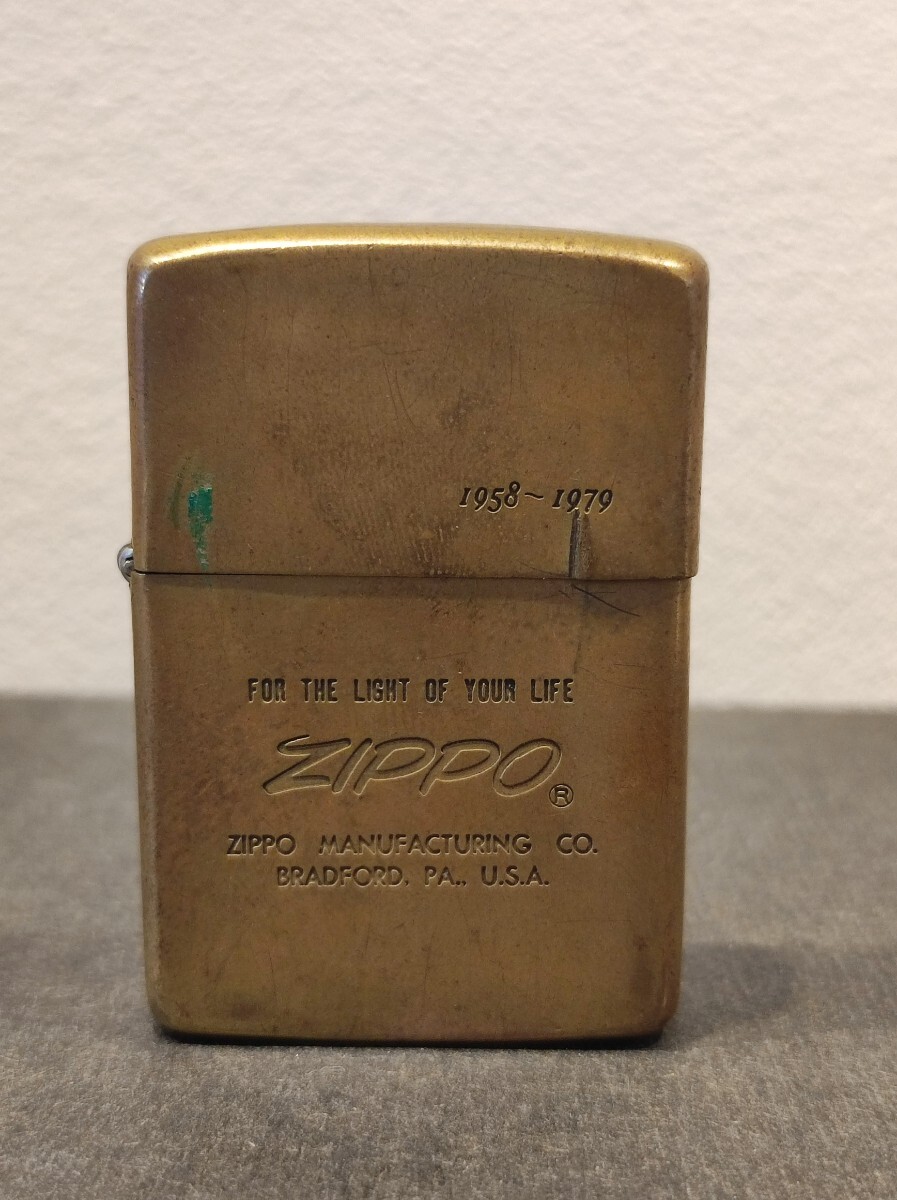 1958~1979
FOR THE LIGHT OF YOUR LIFE
ZIPPO ®
ZIPPO MANUFACTURING CO.
BRADFORD, PA., U.S.A.